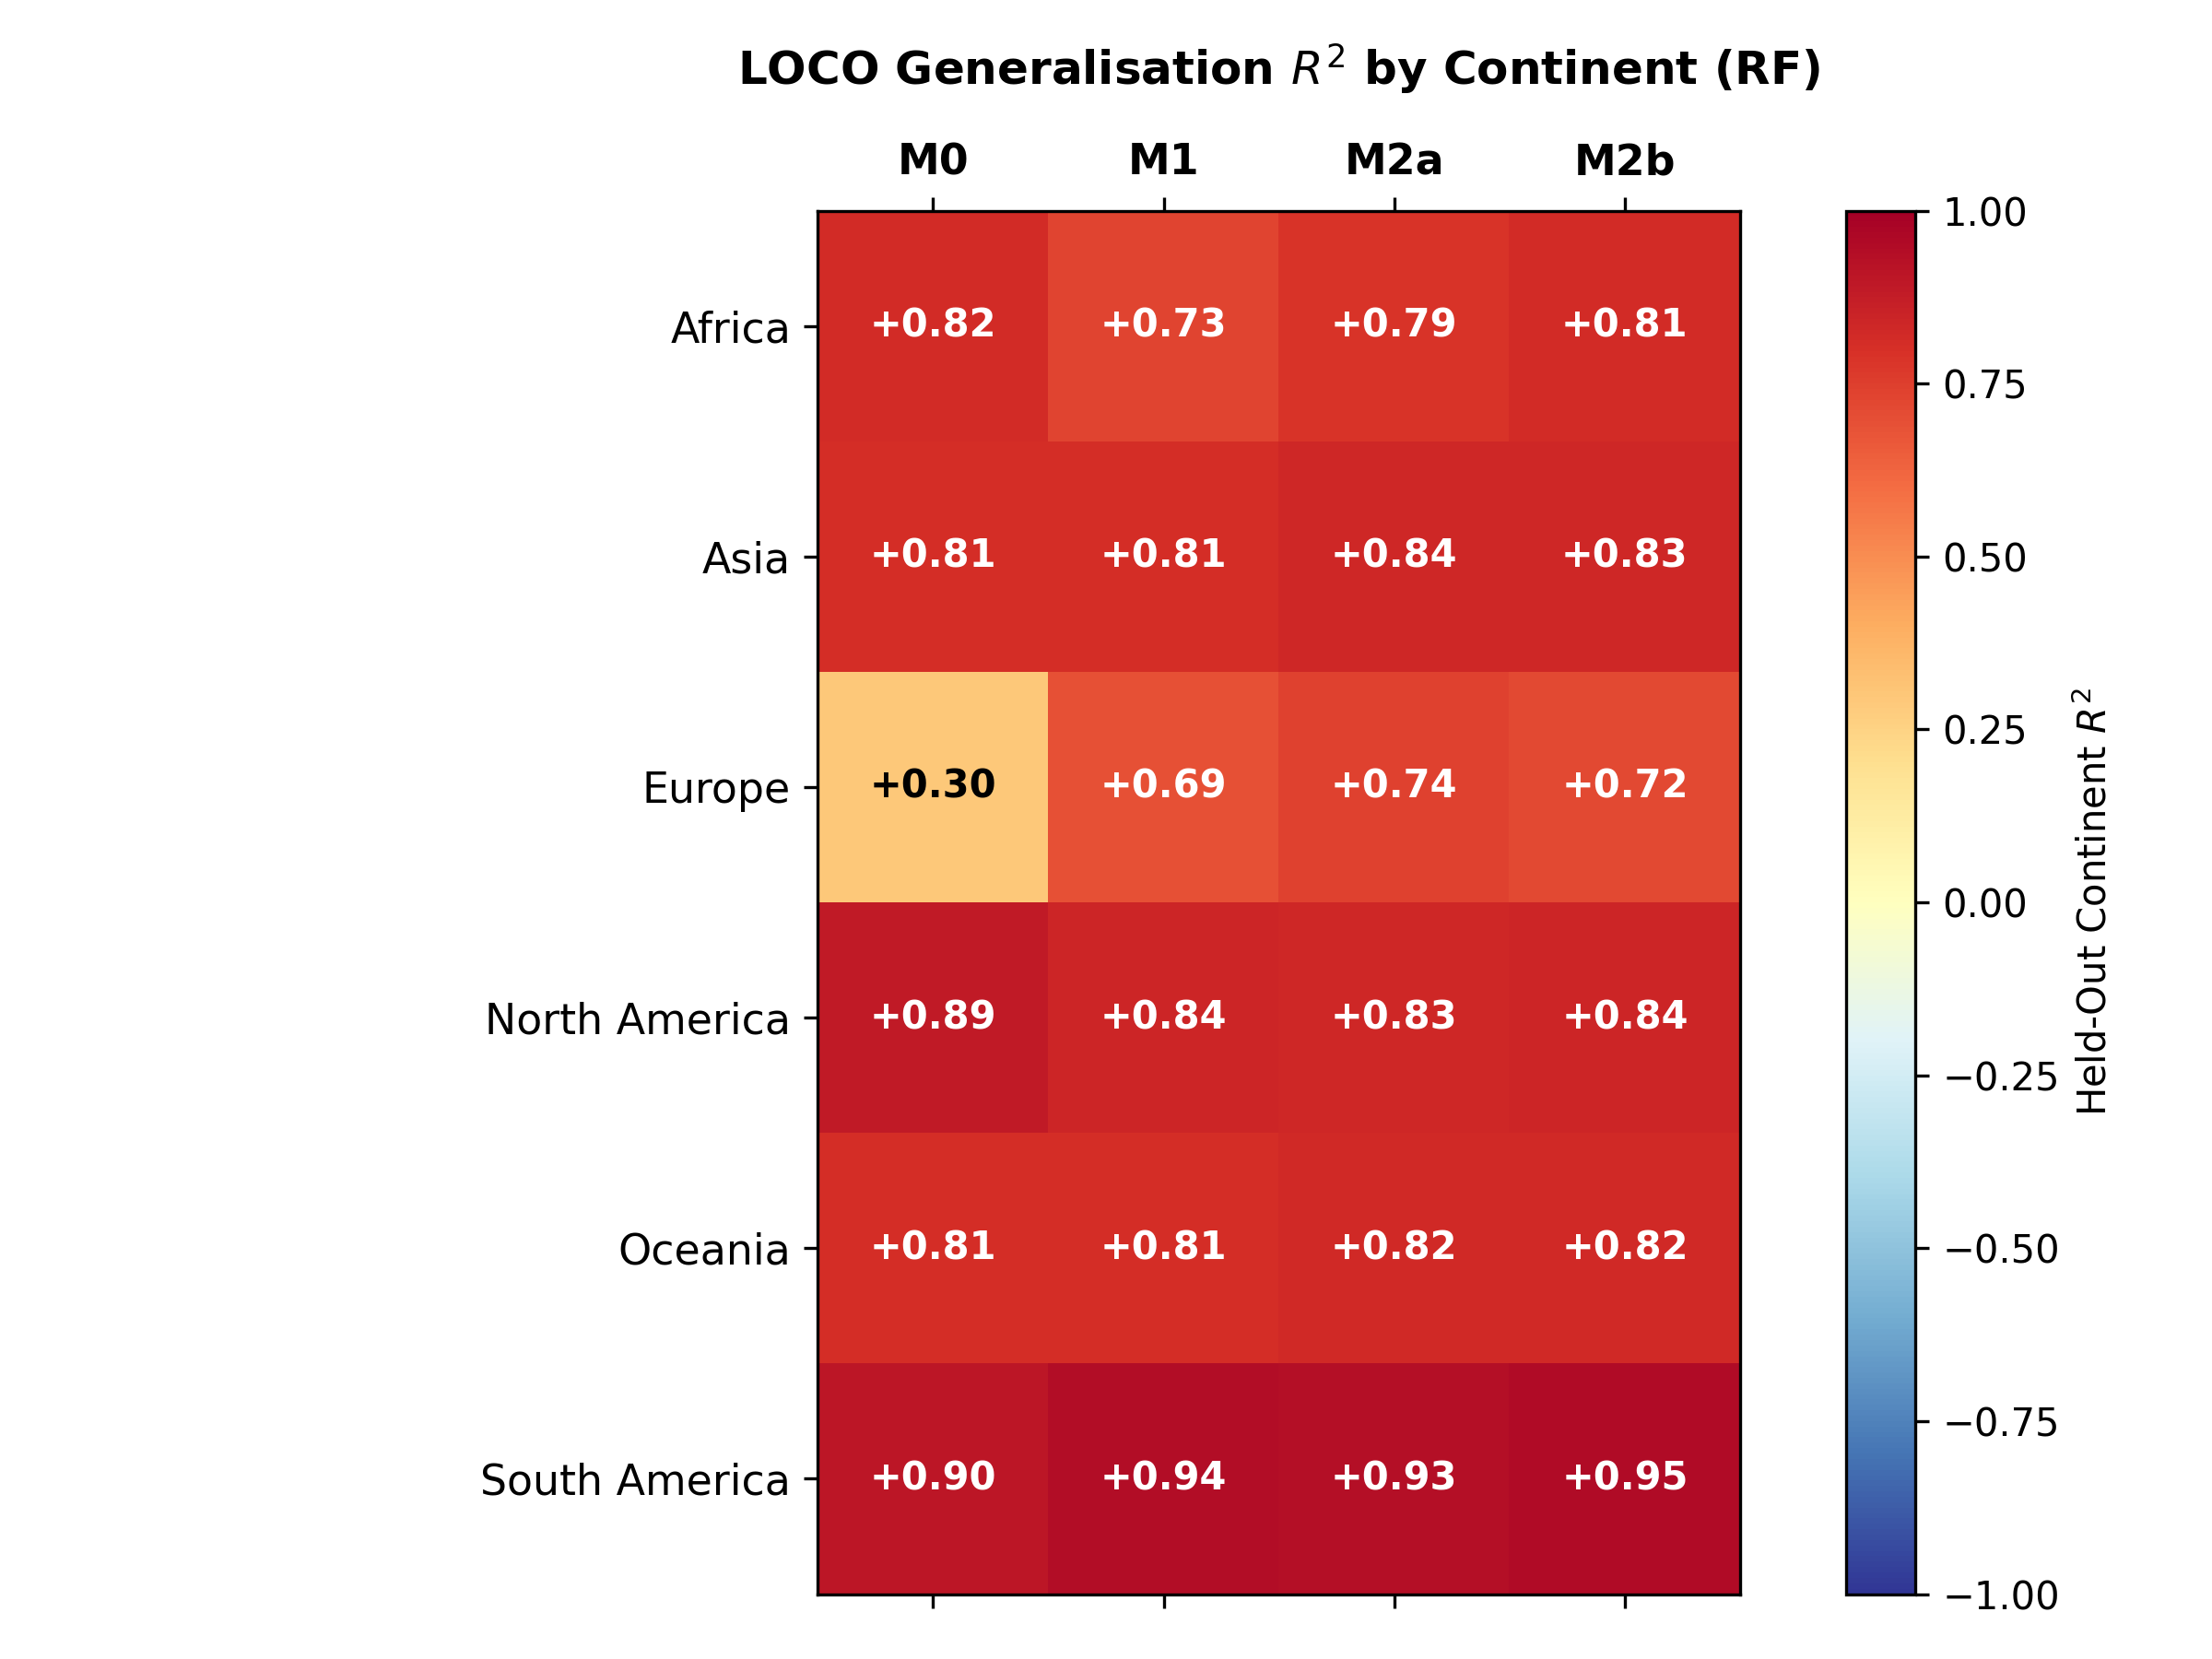 LOCO Generalisation R² by Continent (RF)
M0 M1 M2a M2b
Africa +0.82 +0.73 +0.79 +0.81
Asia +0.81 +0.81 +0.84 +0.83
Europe +0.30 +0.69 +0.74 +0.72
North America +0.89 +0.84 +0.83 +0.84
Oceania +0.81 +0.81 +0.82 +0.82
South America +0.90 +0.94 +0.93 +0.95
1.00
0.75
0.50
0.25
0.00
−0.25
−0.50
−0.75
−1.00
Held-Out Continent R²